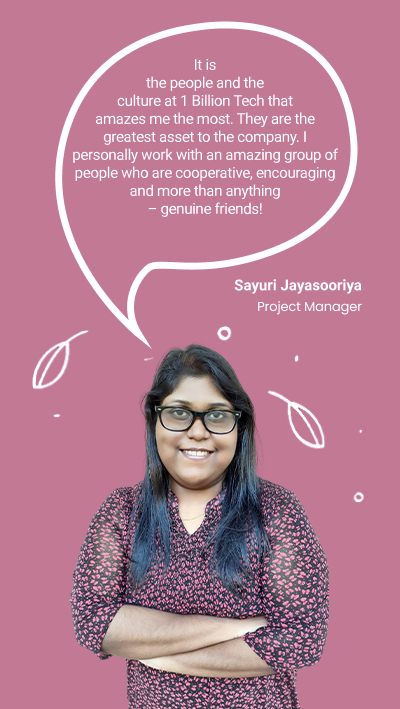 It is
the people and the
culture at 1 Billion Tech that
amazes me the most. They are the
greatest asset to the company. I
personally work with an amazing group of
people who are cooperative, encouraging
and more than anything
– genuine friends!
Sayuri Jayasooriya
Project Manager